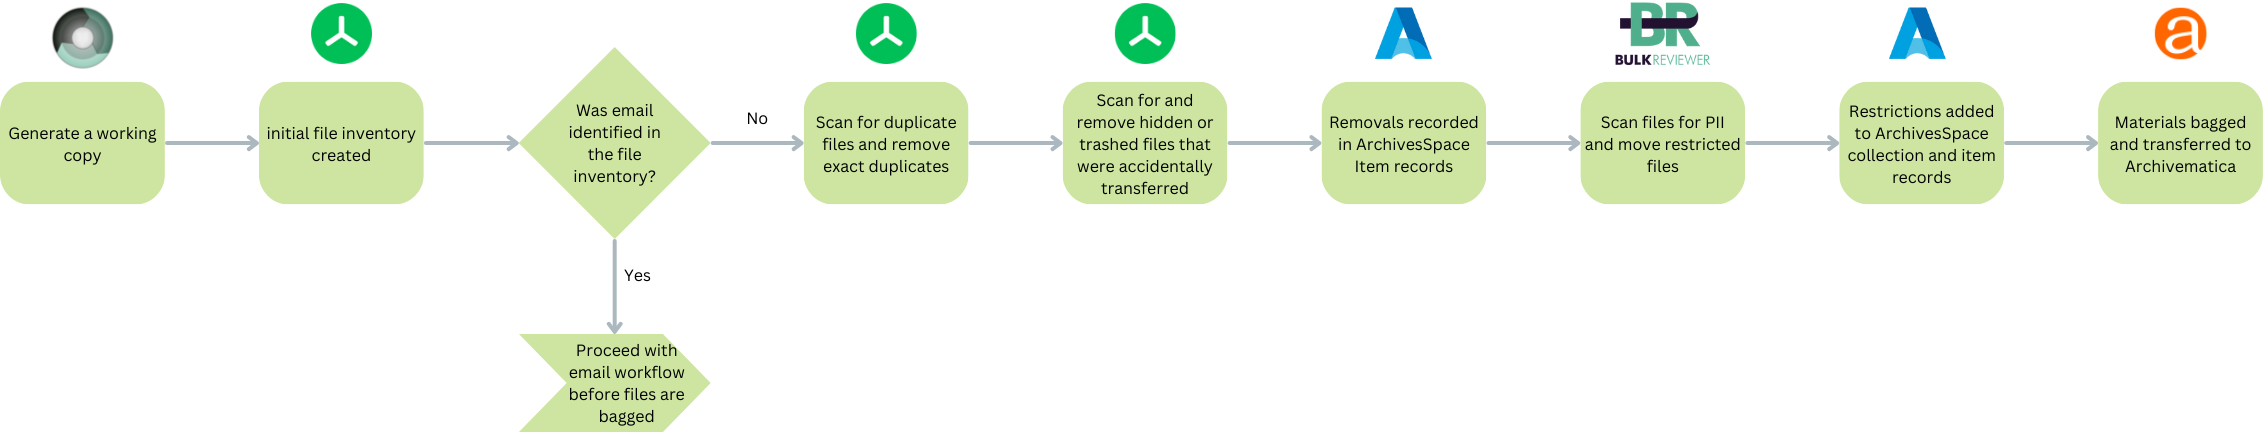 BR
BULKREVIEWER
Generate a working
copy
initial file inventory
created
Was email
identified in
the file
inventory?
No
Yes
Proceed with
email workflow
before files are
bagged
Scan for duplicate
files and remove
exact duplicates
Scan for and
remove hidden or
trashed files that
were accidentally
transferred
Removals recorded
in ArchivesSpace
Item records
Scan files for PII
and move restricted
files
Restrictions added
to ArchivesSpace
collection and item
records
a
Materials bagged
and transferred to
Archivematica